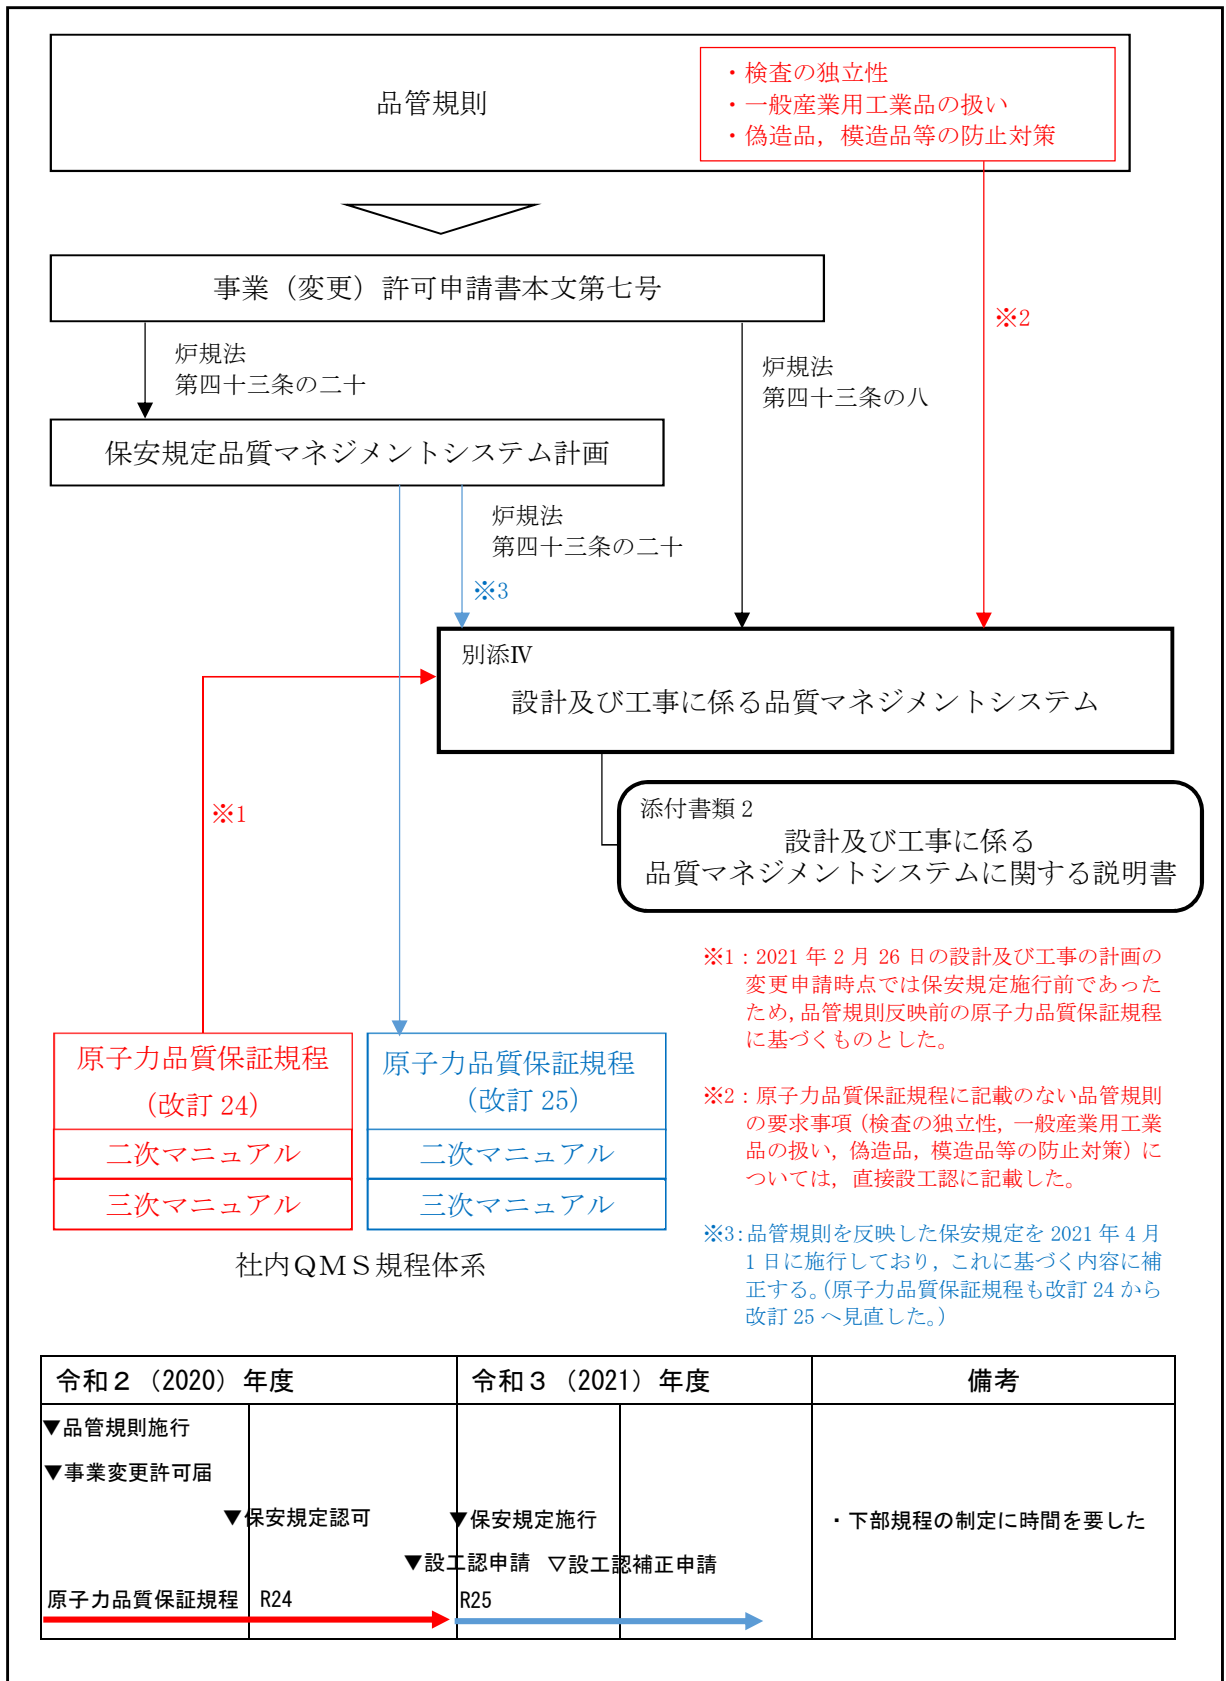 品管規則
・検査の独立性
・一般産業用工業品の扱い
・偽造品，模造品等の防止対策
事業（変更）許可申請書本文第七号
※2
炉規法
第四十三条の二十
炉規法
第四十三条の八
保安規定品質マネジメントシステム計画
炉規法
第四十三条の二十
※3
別添Ⅳ
設計及び工事に係る品質マネジメントシステム
※1
添付書類 2
設計及び工事に係る
品質マネジメントシステムに関する説明書
※1：2021 年 2 月 26 日の設計及び工事の計画の
変更申請時点では保安規定施行前であった
ため，品管規則反映前の原子力品質保証規程
に基づくものとした。
原子力品質保証規程
（改訂 24）
二次マニュアル
三次マニュアル
原子力品質保証規程
（改訂 25）
二次マニュアル
三次マニュアル
社内ＱＭＳ規程体系
※2：原子力品質保証規程に記載のない品管規則
の要求事項（検査の独立性，一般産業用工業
品の扱い，偽造品，模造品等の防止対策）に
ついては，直接設工認に記載した。
※3：品管規則を反映した保安規定を 2021 年 4 月
1 日に施行しており，これに基づく内容に補
正する。（原子力品質保証規程も改訂 24 から
改訂 25 へ見直した。）
令和２（2020）年度 令和３（2021）年度 備考
▼品管規則施行
▼事業変更許可届
▼保安規定認可 ▼保安規定施行 ・下部規程の制定に時間を要した
▼設工認申請 ▽設工認補正申請
原子力品質保証規程 R24 R25